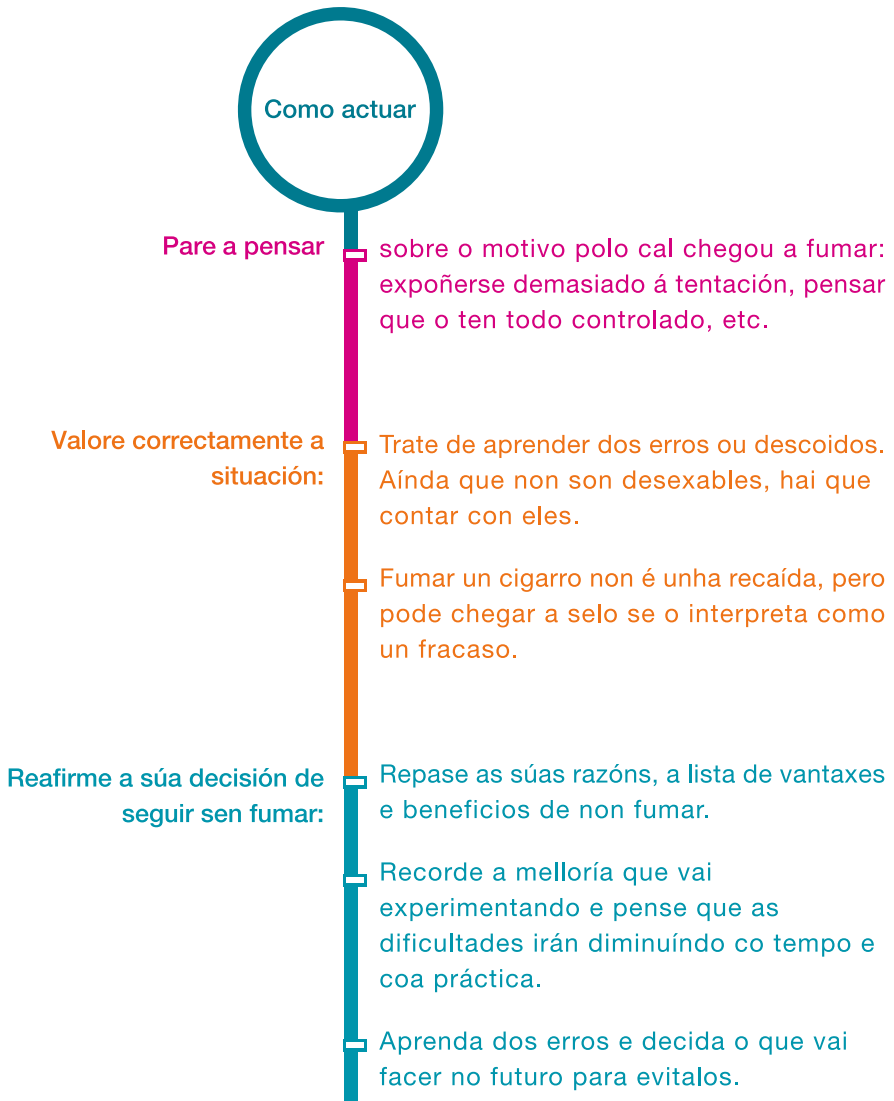 Como actuar
Pare a pensar
sobre o motivo polo cal chegou a fumar:
expoñerse demasiado á tentación, pensar
que o ten todo controlado, etc.
Valore correctamente a
situación:
Trate de aprender dos erros ou descoidos.
Aínda que non son desexables, hai que
contar con eles.
Fumar un cigarro non é unha recaída, pero
pode chegar a selo se o interpreta como
un fracaso.
Reafirme a súa decisión de
seguir sen fumar:
Repase as súas razóns, a lista de vantaxes
e beneficios de non fumar.
Recorde a melloría que vai
experimentando e pense que as
dificultades irán diminuíndo co tempo e
coa práctica.
Aprenda dos erros e decida o que vai
facer no futuro para evitalos.